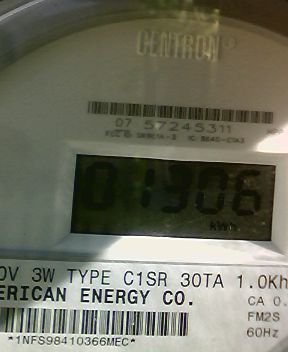 CENTRON®
07 57245311
01306
kWh
0V 3W TYPE C1SR 30TA 1.0Kh
ERICAN ENERGY CO.
CA 0.
FM2S
60Hz
*1NFS98410366MEC*